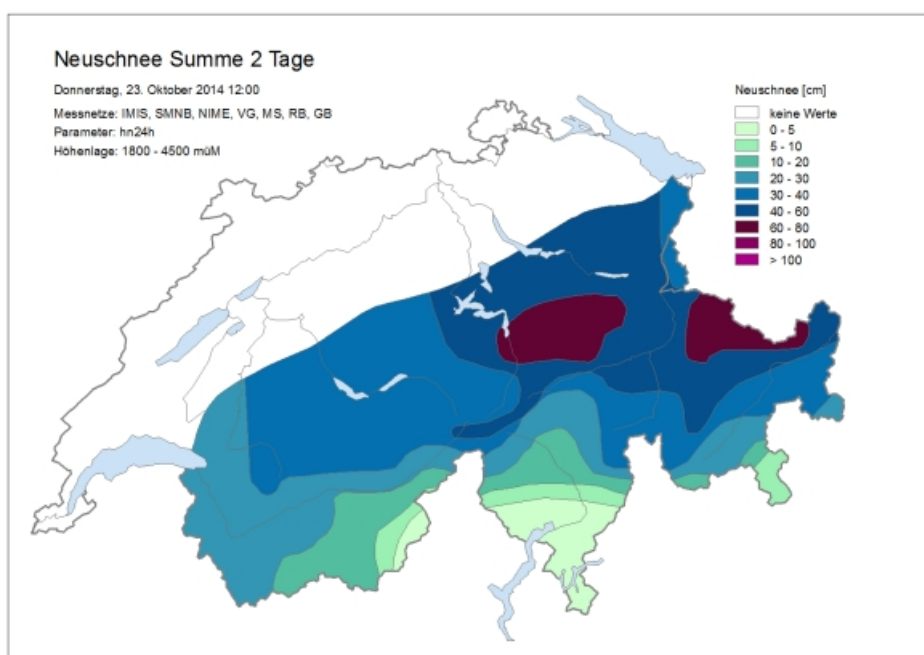 Neuschnee Summe 2 Tage
Donnerstag, 23. Oktober 2014 12:00
Messnetze: IMIS, SMNB, NIME, VG, MS, RB, GB
Parameter: hn24h
Höhenlage: 1800 - 4500 müM
Neuschnee [cm]
keine Werte
0 - 5
5 - 10
10 - 20
20 - 30
30 - 40
40 - 60
60 - 80
80 - 100
> 100